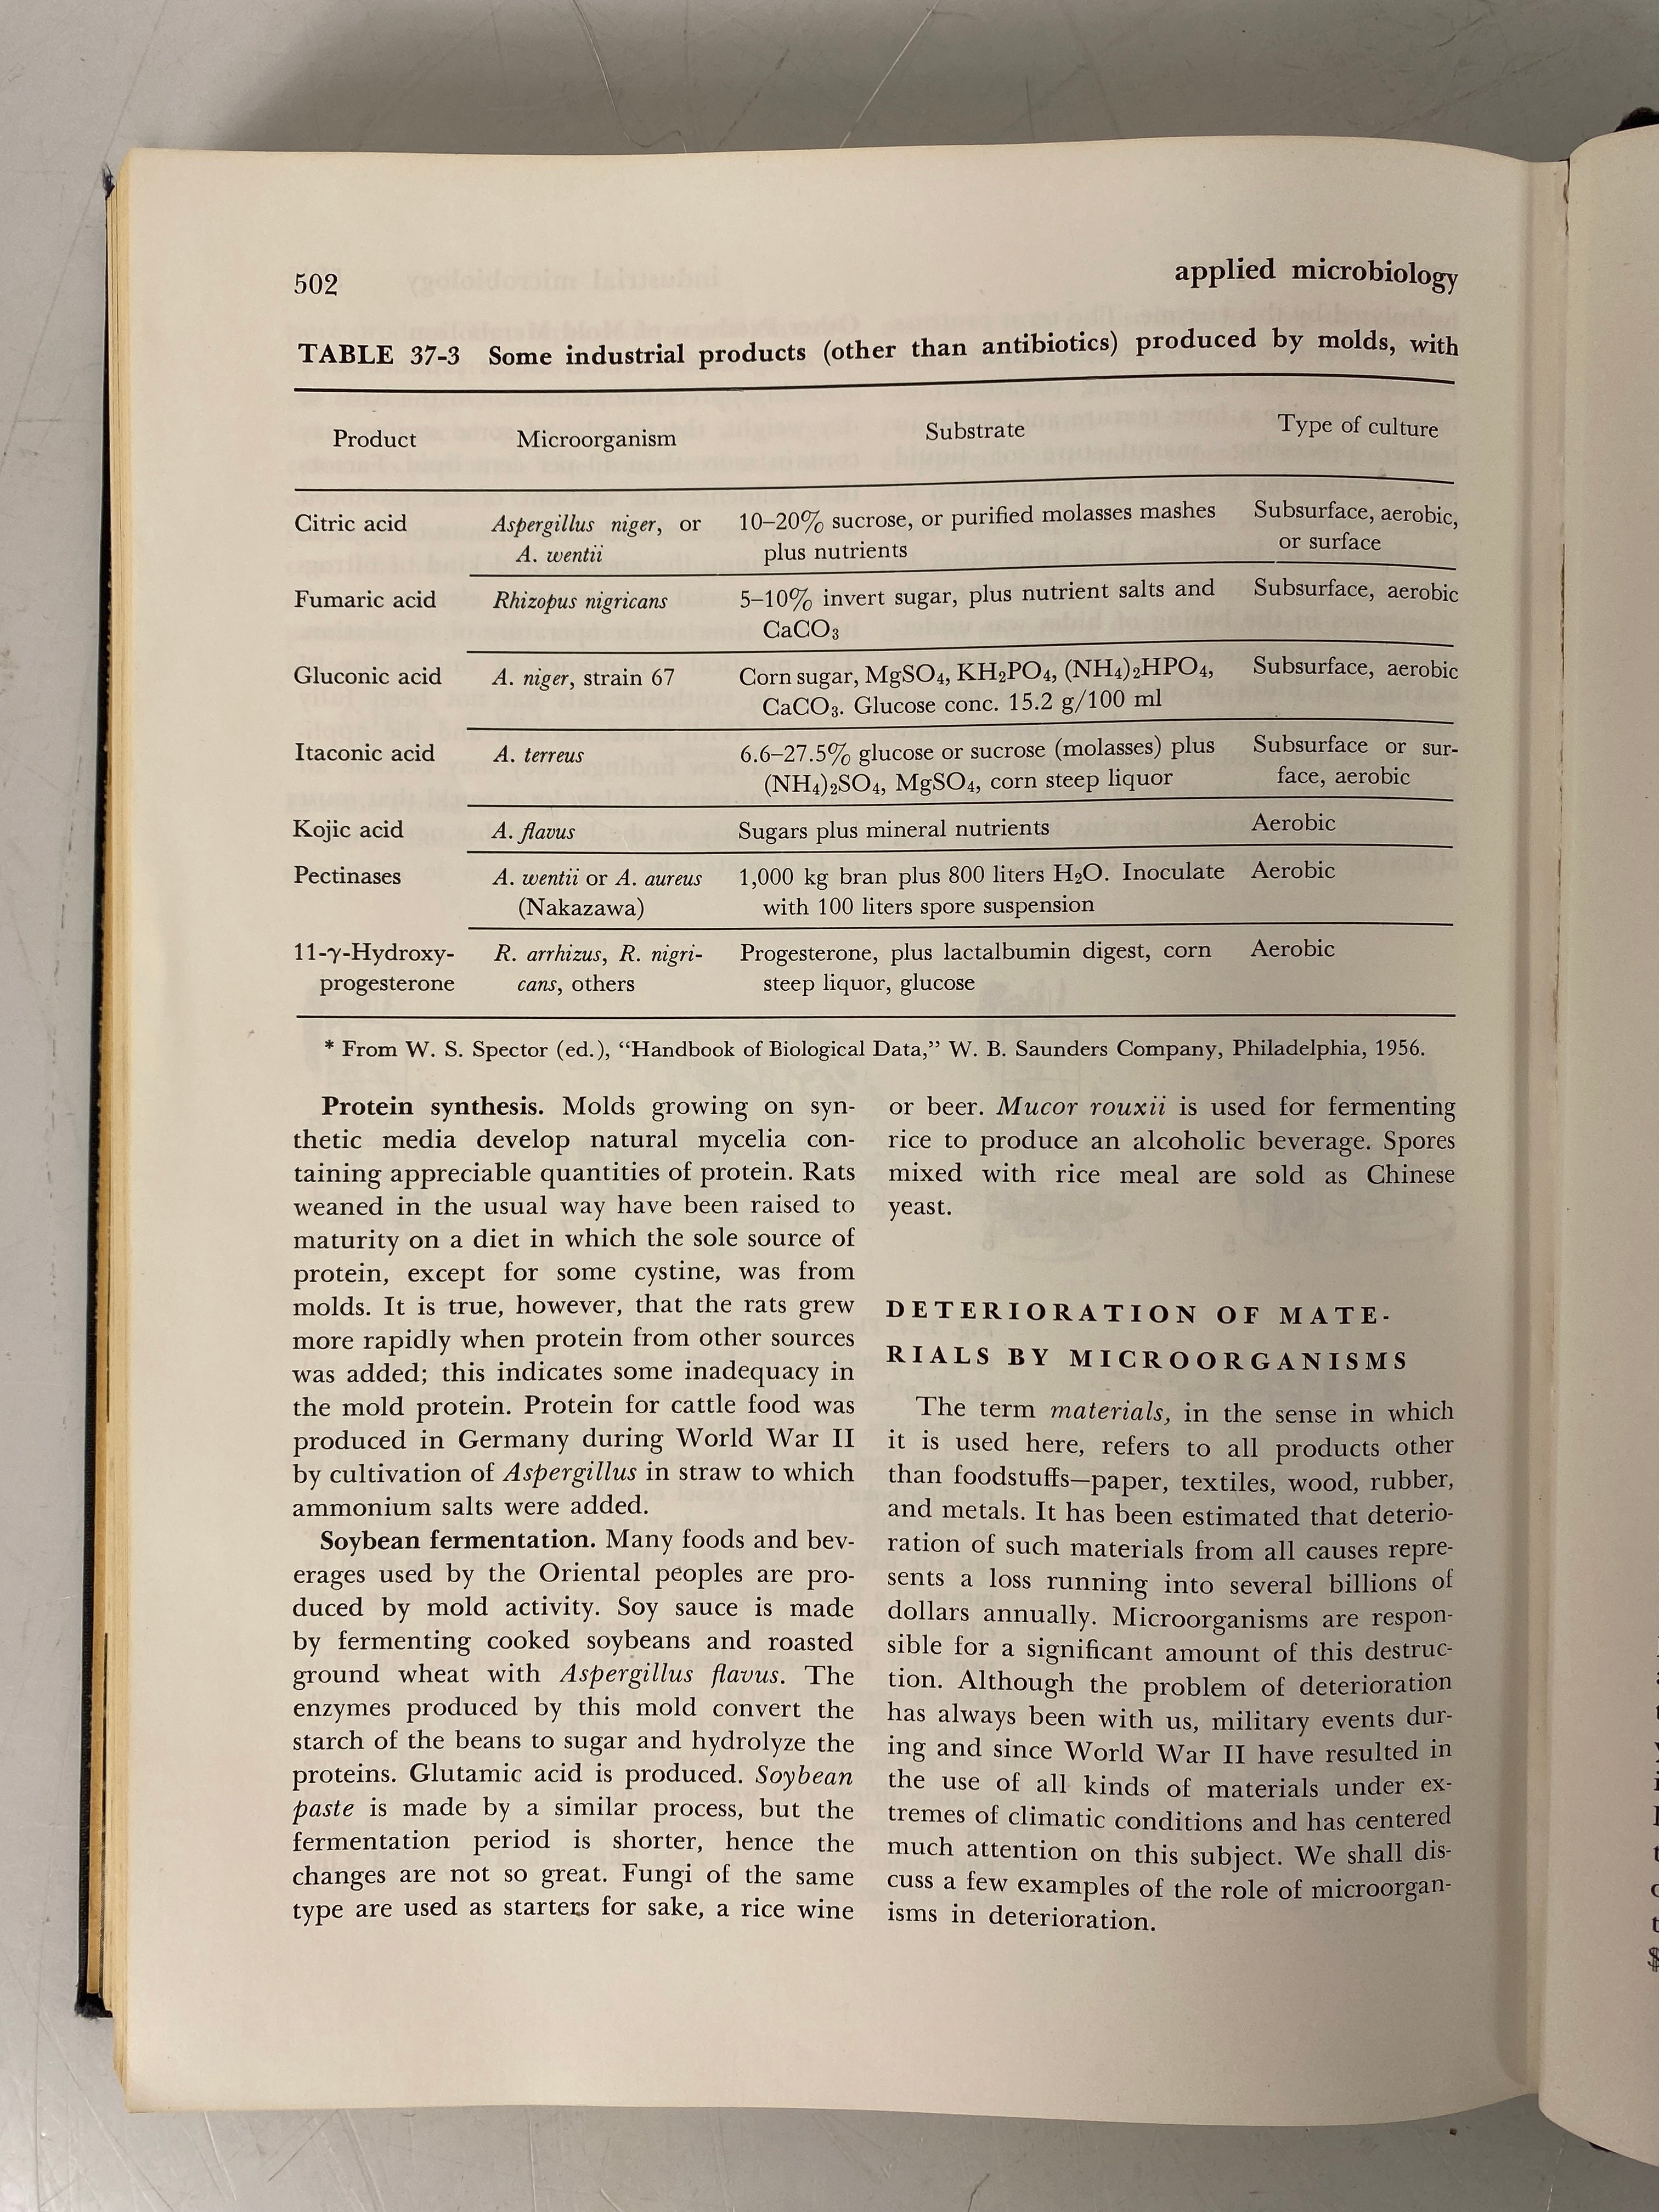 502
applied microbiology
TABLE 37-3 Some industrial products (other than antibiotics) produced by molds, with
Product Microorganism Substrate Type of culture
Citric acid Aspergillus niger, or 10–20% sucrose, or purified molasses mashes Subsurface, aerobic,
A. wentii plus nutrients or surface
Fumaric acid Rhizopus nigricans 5–10% invert sugar, plus nutrient salts and Subsurface, aerobic
CaCO₃
Gluconic acid A. niger, strain 67 Corn sugar, MgSO₄, KH₂PO₄, (NH₄)₂HPO₄, Subsurface, aerobic
CaCO₃. Glucose conc. 15.2 g/100 ml
Itaconic acid A. terreus 6.6–27.5% glucose or sucrose (molasses) plus Subsurface or sur-
(NH₄)₂SO₄, MgSO₄, corn steep liquor face, aerobic
Kojic acid A. flavus Sugars plus mineral nutrients Aerobic
Pectinases A. wentii or A. aureus 1,000 kg bran plus 800 liters H₂O. Inoculate Aerobic
(Nakazawa) with 100 liters spore suspension
11-γ-Hydroxy- R. arrhizus, R. nigri- Progesterone, plus lactalbumin digest, corn Aerobic
progesterone cans, others steep liquor, glucose
* From W. S. Spector (ed.), “Handbook of Biological Data,” W. B. Saunders Company, Philadelphia, 1956.
Protein synthesis. Molds growing on syn-
thetic media develop natural mycelia con-
taining appreciable quantities of protein. Rats
weaned in the usual way have been raised to
maturity on a diet in which the sole source of
protein, except for some cystine, was from
molds. It is true, however, that the rats grew
more rapidly when protein from other sources
was added; this indicates some inadequacy in
the mold protein. Protein for cattle food was
produced in Germany during World War II
by cultivation of Aspergillus in straw to which
ammonium salts were added.
Soybean fermentation. Many foods and bev-
erages used by the Oriental peoples are pro-
duced by mold activity. Soy sauce is made
by fermenting cooked soybeans and roasted
ground wheat with Aspergillus flavus. The
enzymes produced by this mold convert the
starch of the beans to sugar and hydrolyze the
proteins. Glutamic acid is produced. Soybean
paste is made by a similar process, but the
fermentation period is shorter, hence the
changes are not so great. Fungi of the same
type are used as starters for sake, a rice wine
or beer. Mucor rouxii is used for fermenting
rice to produce an alcoholic beverage. Spores
mixed with rice meal are sold as Chinese
yeast.
DETERIORATION OF MATE-
RIALS BY MICROORGANISMS
The term materials, in the sense in which
it is used here, refers to all products other
than foodstuffs—paper, textiles, wood, rubber,
and metals. It has been estimated that deterio-
ration of such materials from all causes repre-
sents a loss running into several billions of
dollars annually. Microorganisms are respon-
sible for a significant amount of this destruc-
tion. Although the problem of deterioration
has always been with us, military events dur-
ing and since World War II have resulted in
the use of all kinds of materials under ex-
tremes of climatic conditions and has centered
much attention on this subject. We shall dis-
cuss a few examples of the role of microorgan-
isms in deterioration.